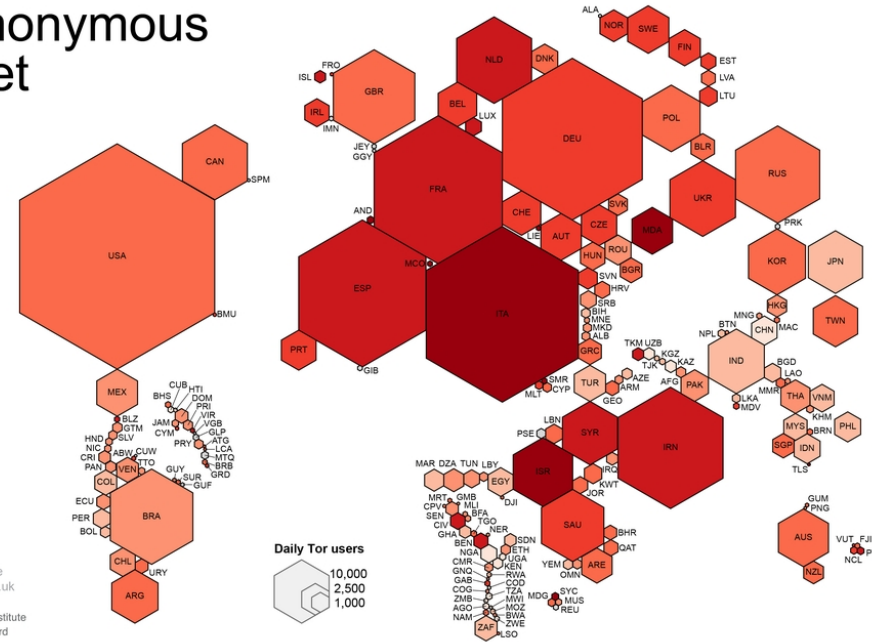 nonymous
et
ALA
NOR
SWE
FIN
EST
LVA
LTU
NLD
DNK
FRO
ISL
GBR
IRL
IMN
BEL
LUX
DEU
POL
BLR
JEY
GGY
CAN
SPM
RUS
FRA
UKR
CHE
SVK
AND
LIE
AUT
CZE
MDA
PRK
USA
HUN
ROU
BGR
KOR
JPN
MCO
ESP
SVN
HRV
ITA
SRB
BIH
MNE
MKD
ALB
HKG
BMU
MNG
MAC
BTN
NPL
CHN
TWN
PRT
GRC
TKM
UZB
TJK
KGZ
KAZ
IND
GIB
SMR
CYP
MLT
TUR
AZE
ARM
GEO
AFG
PAK
BGD
LAO
MMR
THA
VNM
MEX
CUB
BHS
HTI
DOM
PRI
VIR
VGB
GLP
ATG
LCA
MTQ
BRB
GRD
JAM
CYM
PRY
BLZ
GTM
SLV
HND
NIC
CRI
PAN
ABW
CUW
TTO
VEN
COL
GUY
SUR
GUF
LKA
MDV
KHM
LBN
PSE
SYR
IRN
MYS
BRN
PHL
SGP
IDN
TLS
ISR
IRQ
KWT
JOR
MAR
DZA
TUN
LBY
EGY
DJI
ECU
PER
BOL
BRA
MRT
GMB
CPV
MLI
SEN
BFA
CIV
TGO
GHA
NER
BEN
SDN
NGA
ETH
UGA
CMR
KEN
GNQ
RWA
GAB
COD
COG
TZA
ZMB
MWI
AGO
MOZ
NAM
BWA
ZWE
ZAF
LSO
SAU
BHR
QAT
YEM
OMN
ARE
GUM
PNG
AUS
VUT
FJI
NCL
NZL
CHL
URY
ARG
MDG
SYC
MUS
REU
Daily Tor users
10,000
2,500
1,000
.uk
stitute
rd